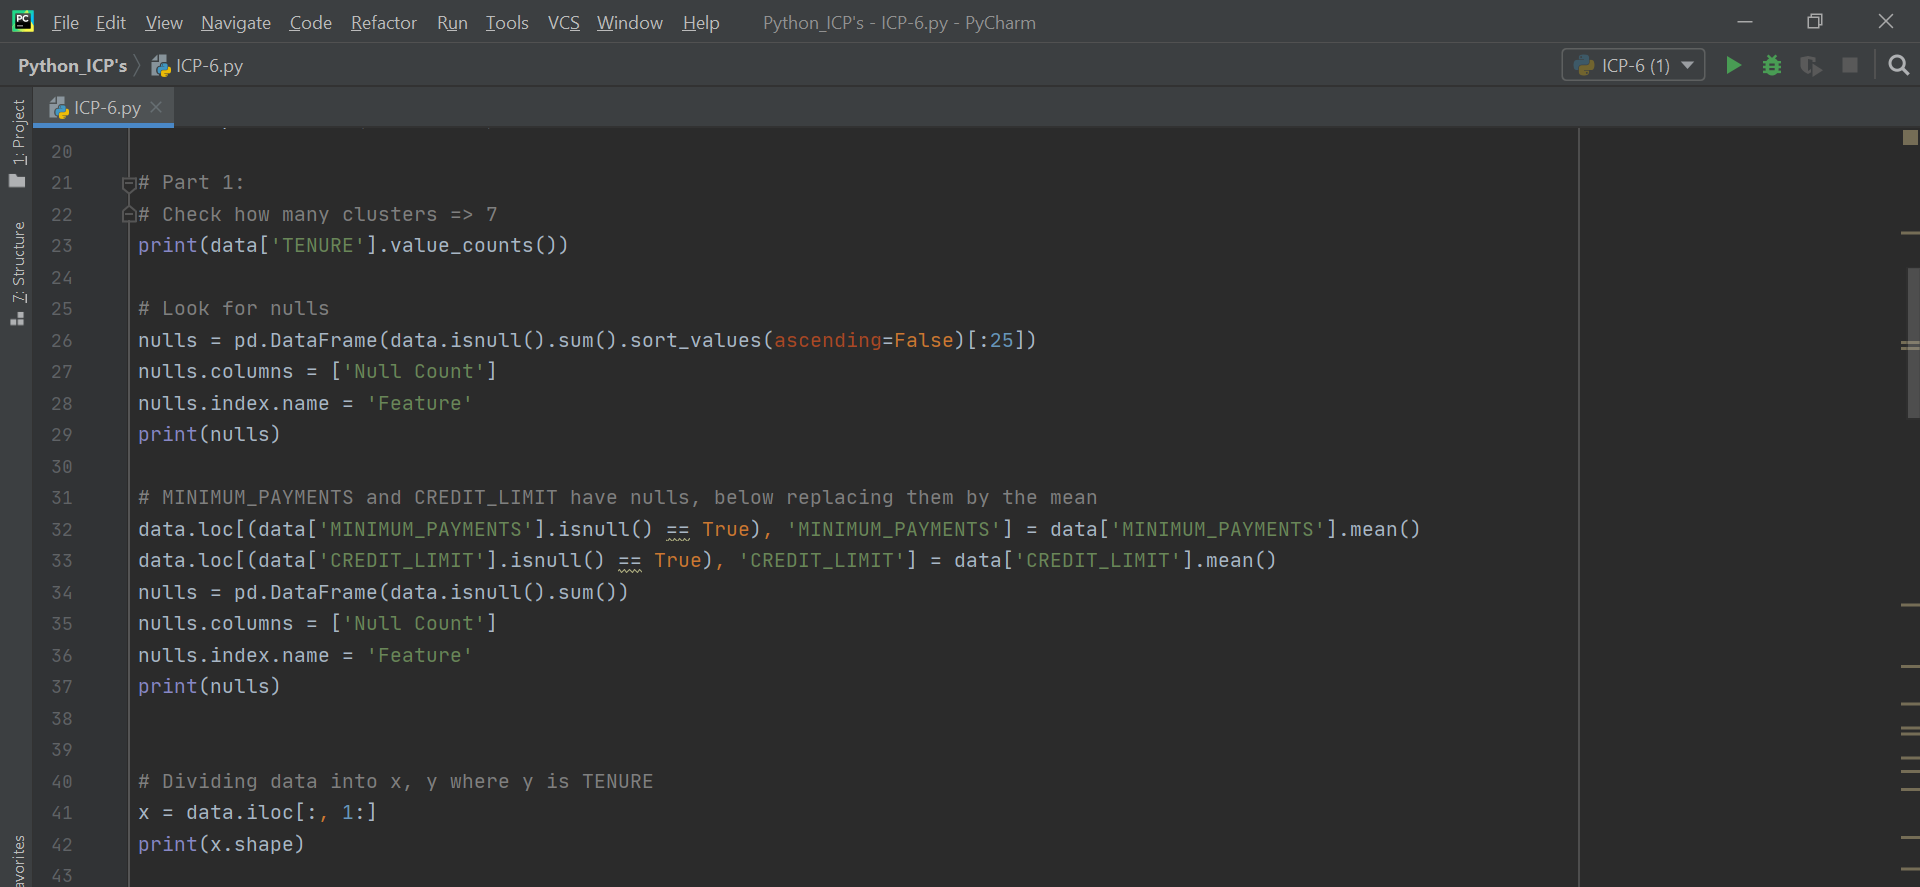 PC File Edit View Navigate Code Refactor Run Tools VCS Window Help Python_ICP's - ICP-6.py - PyCharm
Python_ICP's ICP-6.py ICP-6 (1)
ICP-6.py
1: Project
7: Structure
avorites
20
21 # Part 1:
22 # Check how many clusters => 7
23 print(data['TENURE'].value_counts())
24
25 # Look for nulls
26 nulls = pd.DataFrame(data.isnull().sum().sort_values(ascending=False)[:25])
27 nulls.columns = ['Null Count']
28 nulls.index.name = 'Feature'
29 print(nulls)
30
31 # MINIMUM_PAYMENTS and CREDIT_LIMIT have nulls, below replacing them by the mean
32 data.loc[(data['MINIMUM_PAYMENTS'].isnull() == True), 'MINIMUM_PAYMENTS'] = data['MINIMUM_PAYMENTS'].mean()
33 data.loc[(data['CREDIT_LIMIT'].isnull() == True), 'CREDIT_LIMIT'] = data['CREDIT_LIMIT'].mean()
34 nulls = pd.DataFrame(data.isnull().sum())
35 nulls.columns = ['Null Count']
36 nulls.index.name = 'Feature'
37 print(nulls)
38
39
40 # Dividing data into x, y where y is TENURE
41 x = data.iloc[:, 1:]
42 print(x.shape)
43